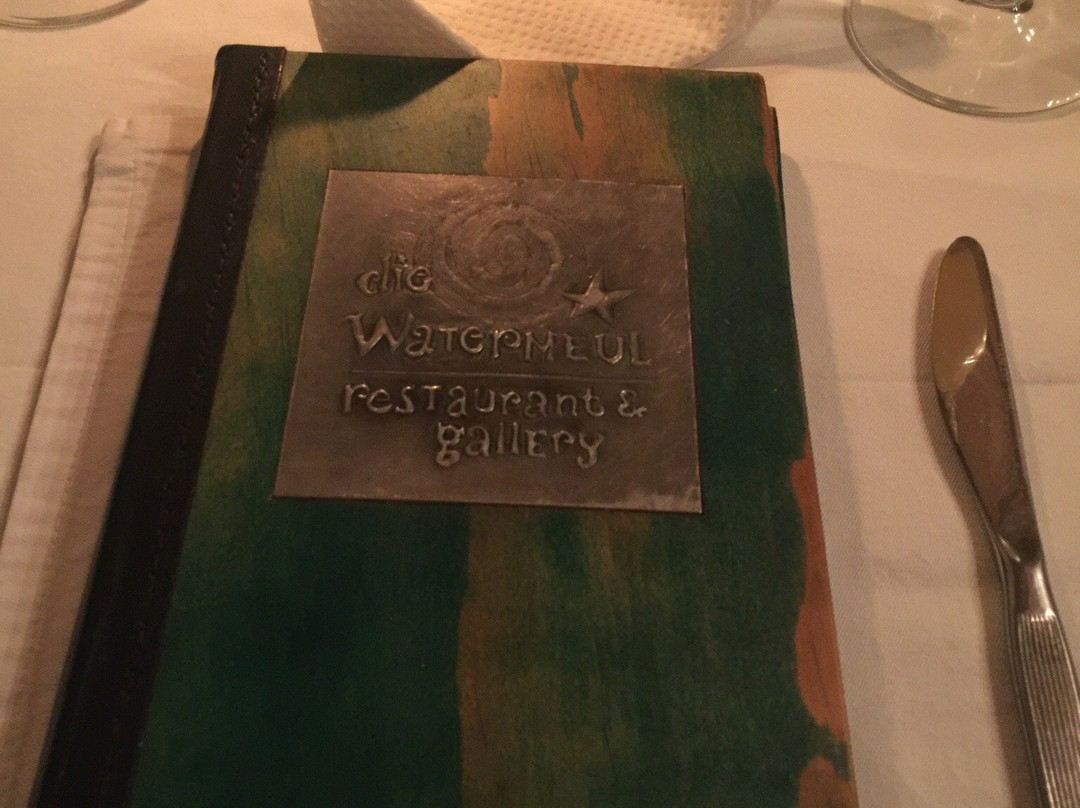 die
WaterMEUL
restaurant &
gallery